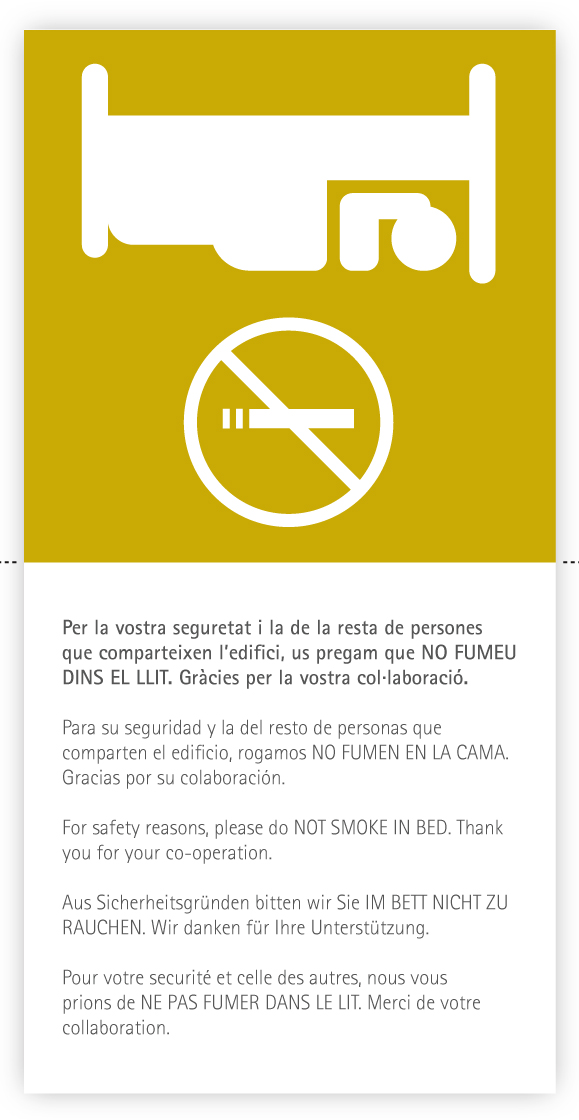 Per la vostra seguretat i la de la resta de persones
que comparteixen l'edifici, us pregam que NO FUMEU
DINS EL LLIT. Gràcies per la vostra col·laboració.
Para su seguridad y la del resto de personas que
comparten el edificio, rogamos NO FUMEN EN LA CAMA.
Gracias por su colaboración.
For safety reasons, please do NOT SMOKE IN BED. Thank
you for your co-operation.
Aus Sicherheitsgründen bitten wir Sie IM BETT NICHT ZU
RAUCHEN. Wir danken für Ihre Unterstützung.
Pour votre securité et celle des autres, nous vous
prions de NE PAS FUMER DANS LE LIT. Merci de votre
collaboration.